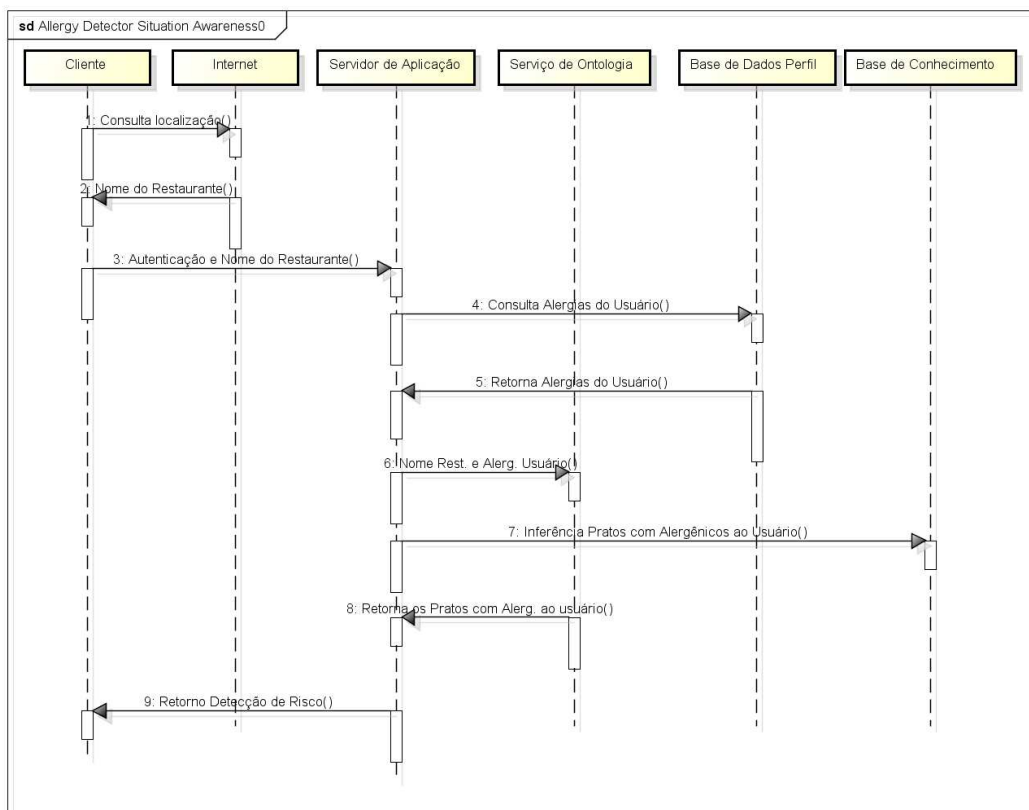 sd Allergy Detector Situation Awareness0
Cliente
Internet
Servidor de Aplicação
Serviço de Ontologia
Base de Dados Perfil
Base de Conhecimento
1: Consulta localização()
2: Nome do Restaurante()
3: Autenticação e Nome do Restaurante()
4: Consulta Alergias do Usuário()
5: Retorna Alergias do Usuário()
6: Nome Rest. e Alerg. Usuário()
7: Inferência Pratos com Alergênicos ao Usuário()
8: Retorna os Pratos com Alerg. ao usuário()
9: Retorno Detecção de Risco()